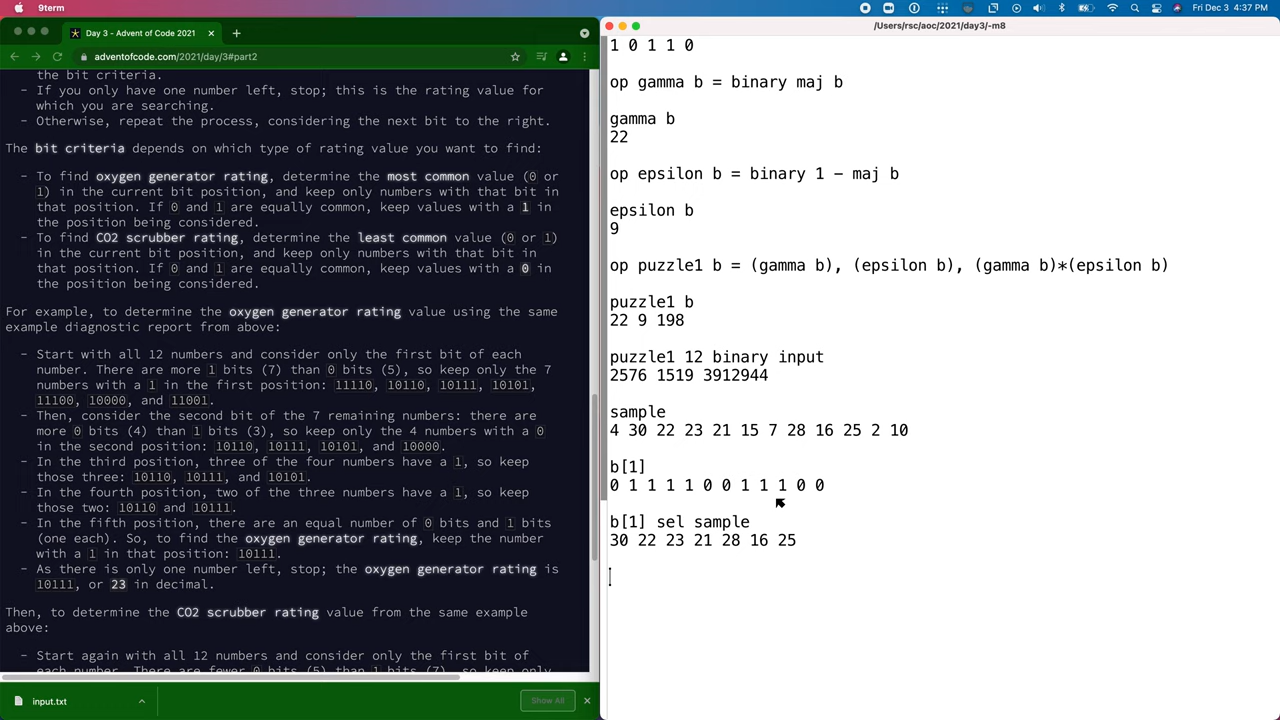 9term
Fri Dec 3 4:37 PM
Day 3 - Advent of Code 2021
adventofcode.com/2021/day/3#part2
the bit criteria.
- If you only have one number left, stop; this is the rating value for
which you are searching.
- Otherwise, repeat the process, considering the next bit to the right.
The bit criteria depends on which type of rating value you want to find:
- To find oxygen generator rating, determine the most common value (0 or
1) in the current bit position, and keep only numbers with that bit in
that position. If 0 and 1 are equally common, keep values with a 1 in
the position being considered.
- To find CO2 scrubber rating, determine the least common value (0 or 1)
in the current bit position, and keep only numbers with that bit in
that position. If 0 and 1 are equally common, keep values with a 0 in
the position being considered.
For example, to determine the oxygen generator rating value using the same
example diagnostic report from above:
- Start with all 12 numbers and consider only the first bit of each
number. There are more 1 bits (7) than 0 bits (5), so keep only the 7
numbers with a 1 in the first position: 11110, 10110, 10111, 10101,
11100, 10000, and 11001.
- Then, consider the second bit of the 7 remaining numbers: there are
more 0 bits (4) than 1 bits (3), so keep only the 4 numbers with a 0
in the second position: 10110, 10111, 10101, and 10000.
- In the third position, three of the four numbers have a 1, so keep
those three: 10110, 10111, and 10101.
- In the fourth position, two of the three numbers have a 1, so keep
those two: 10110 and 10111.
- In the fifth position, there are an equal number of 0 bits and 1 bits
(one each). So, to find the oxygen generator rating, keep the number
with a 1 in that position: 10111.
- As there is only one number left, stop; the oxygen generator rating is
10111, or 23 in decimal.
Then, to determine the CO2 scrubber rating value from the same example
above:
- Start again with all 12 numbers and consider only the first bit of
each number. There are fewer 0 bits (5) than 1 bits (7), so keep only
input.txt
Show All
/Users/rsc/aoc/2021/day3/-m8
1 0 1 1 0
op gamma b = binary maj b
gamma b
22
op epsilon b = binary 1 - maj b
epsilon b
9
op puzzle1 b = (gamma b), (epsilon b), (gamma b)*(epsilon b)
puzzle1 b
22 9 198
puzzle1 12 binary input
2576 1519 3912944
sample
4 30 22 23 21 15 7 28 16 25 2 10
b[1]
0 1 1 1 1 0 0 1 1 1 0 0
b[1] sel sample
30 22 23 21 28 16 25